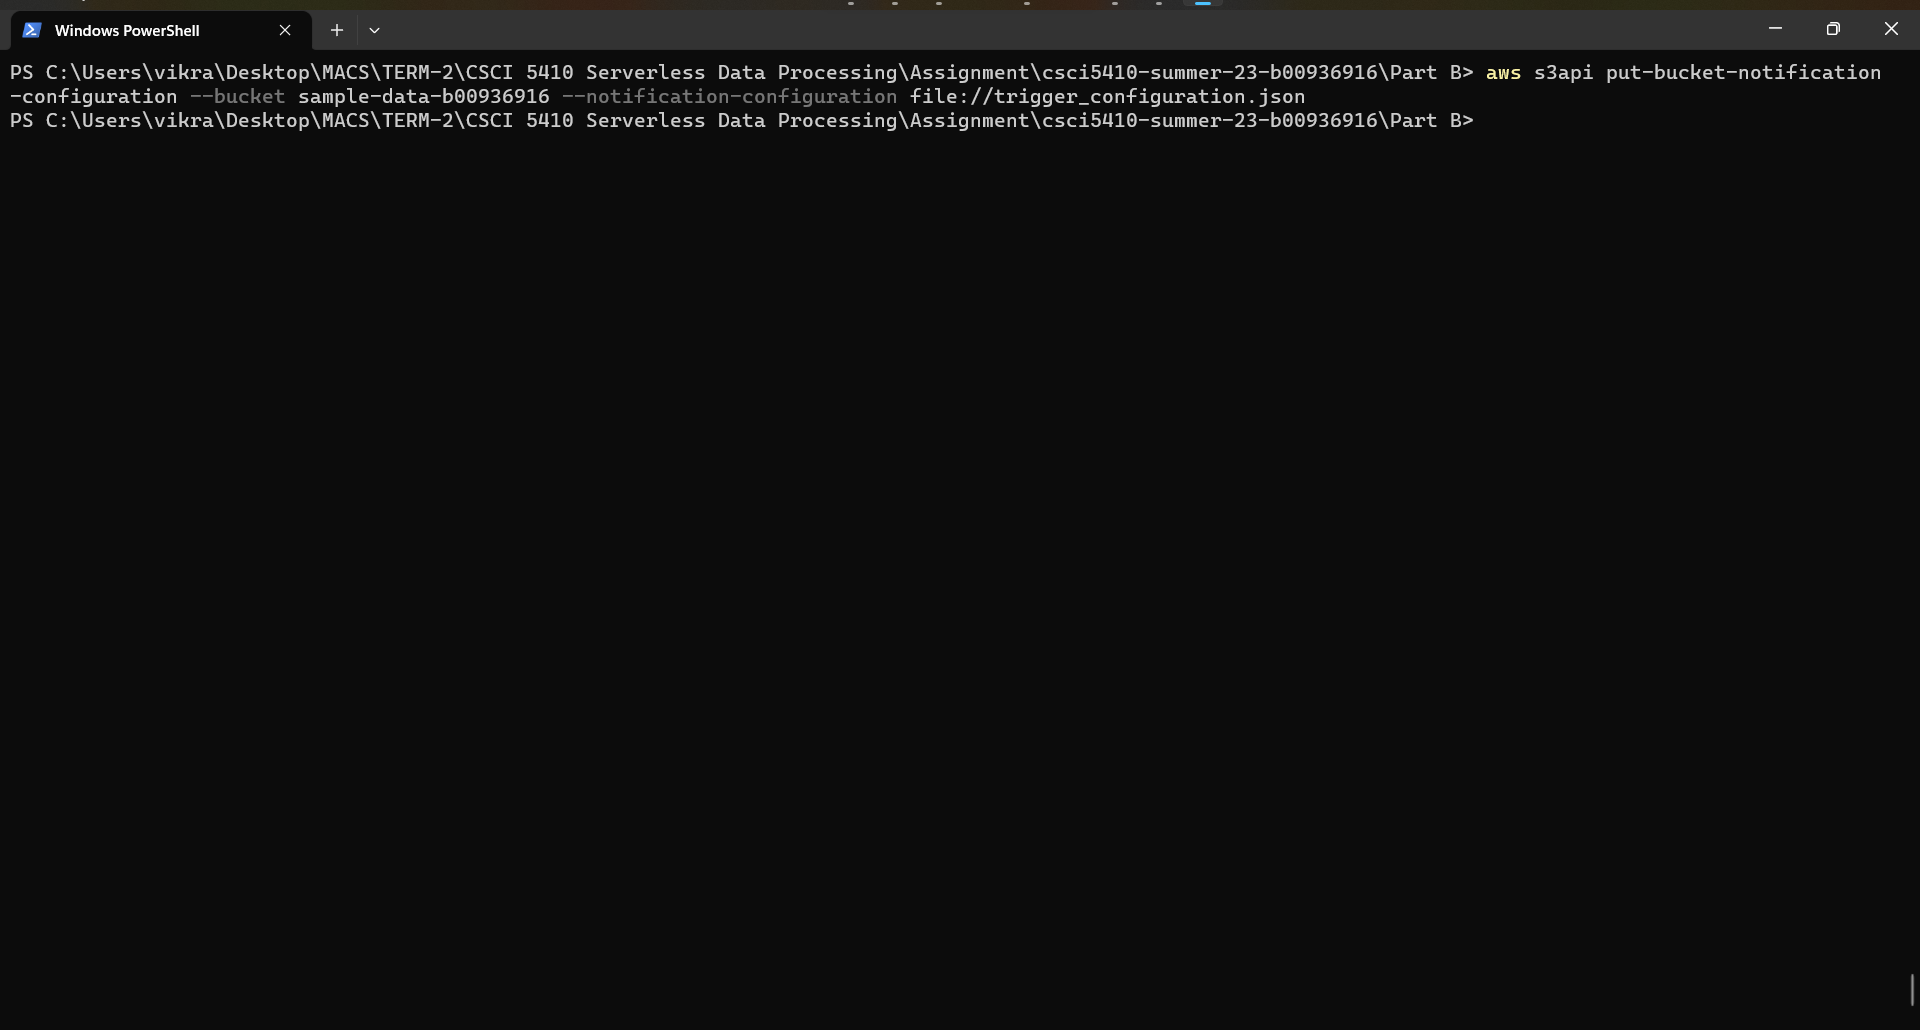 Windows PowerShell
PS C:\Users\vikra\Desktop\MACS\TERM-2\CSCI 5410 Serverless Data Processing\Assignment\csci5410-summer-23-b00936916\Part B> aws s3api put-bucket-notification
-configuration --bucket sample-data-b00936916 --notification-configuration file://trigger_configuration.json
PS C:\Users\vikra\Desktop\MACS\TERM-2\CSCI 5410 Serverless Data Processing\Assignment\csci5410-summer-23-b00936916\Part B>